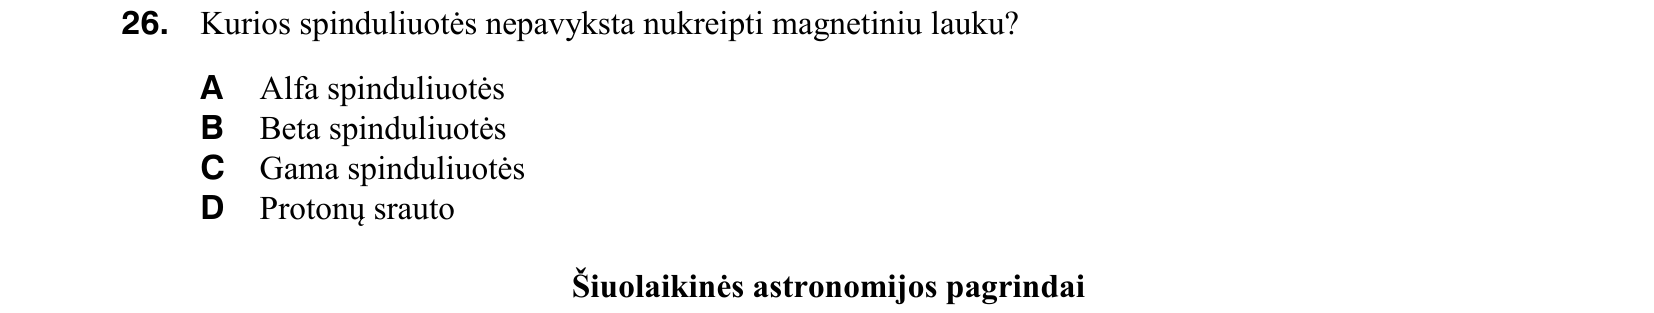 26. Kurios spinduliuotės nepavyksta nukreipti magnetiniu lauku?
A Alfa spinduliuotės
B Beta spinduliuotės
C Gama spinduliuotės
D Protonų srauto
Šiuolaikinės astronomijos pagrindai